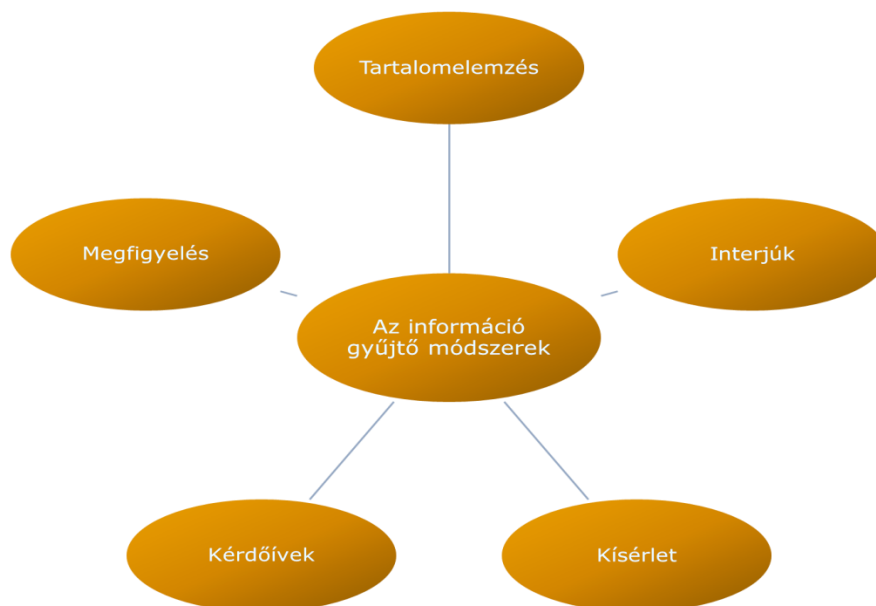 Tartalomelemzés
Megfigyelés
Interjúk
Az információ
gyűjtő módszerek
Kérdőívek
Kísérlet